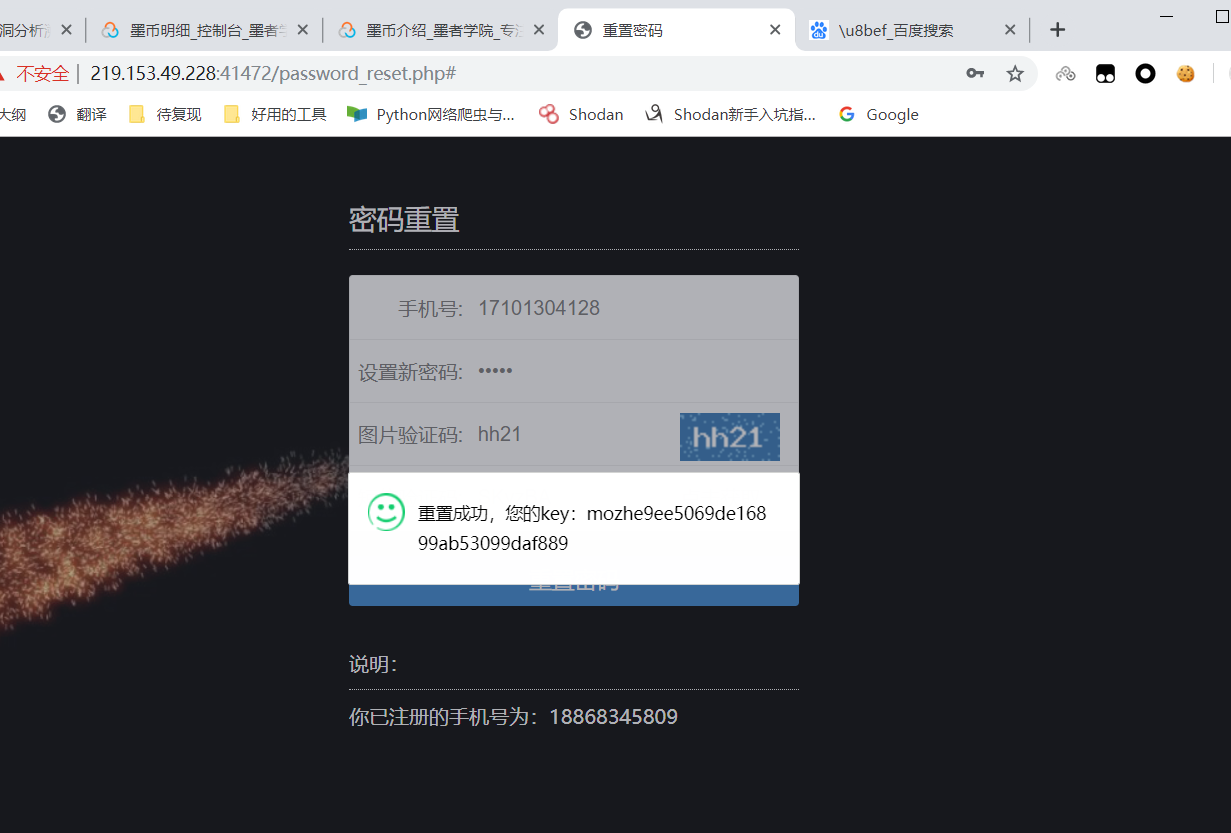 洞分析 墨币明细_控制台_墨者 墨币介绍_墨者学院_专 重置密码 \u8bef_百度搜索
不安全 219.153.49.228:41472/password_reset.php#
大纲 翻译 待复现 好用的工具 Python网络爬虫与... Shodan Shodan新手入坑指... Google
密码重置
手机号: 17101304128
设置新密码: •••••
图片验证码: hh21 hh21
重置成功，您的key：mozhe9ee5069de168
99ab53099daf889
重置密码
说明：
你已注册的手机号为：18868345809